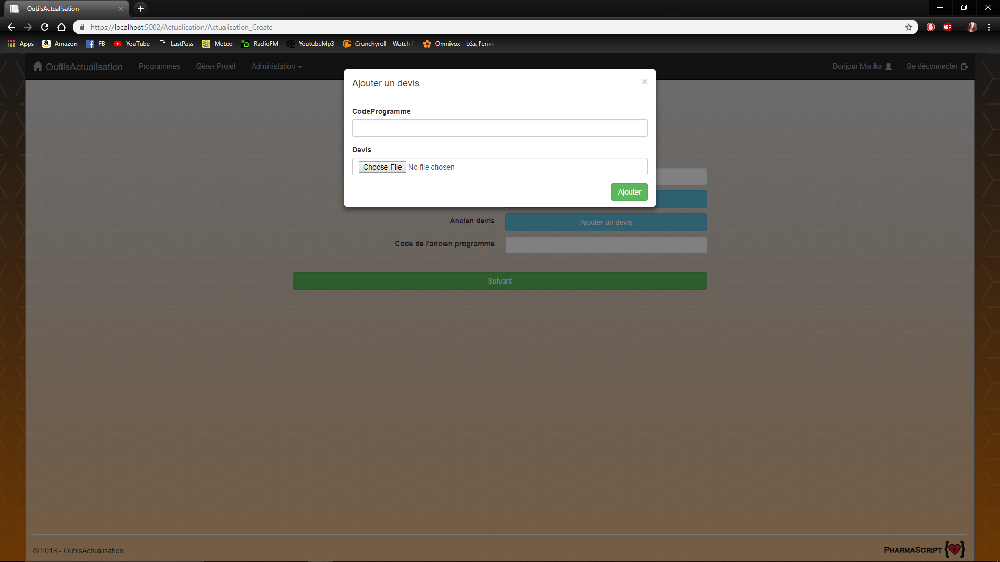 - OutilsActualisation
https://localhost:5002/Actualisation/Actualisation_Create
ABP
Apps Amazon FB YouTube LastPass Meteo RadioFM YoutubeMp3 Crunchyroll - Watch Omnivox - Léa, l'envi
OutilsActualisation Programmes Gérer Projet Administation Bonjour Marika Se déconnecter
Ajouter un devis ×
CodeProgramme
Devis
Choose File No file chosen
Ajouter
Ancien devis Ajouter un devis
Code de l'ancien programme
Suivant
© 2018 - OutilsActualisation
PharmaScript